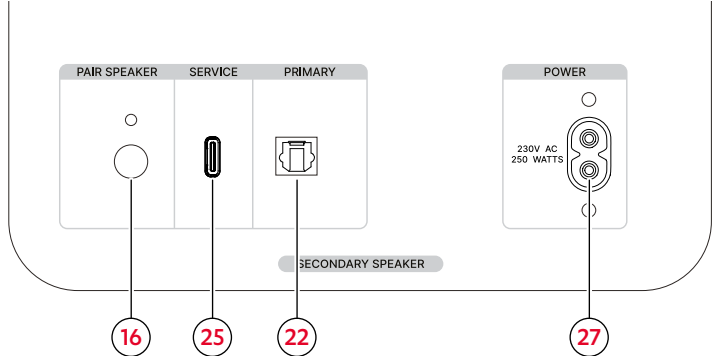 PAIR SPEAKER
SERVICE
PRIMARY
POWER
230V AC
250 WATTS
SECONDARY SPEAKER
16
25
22
27